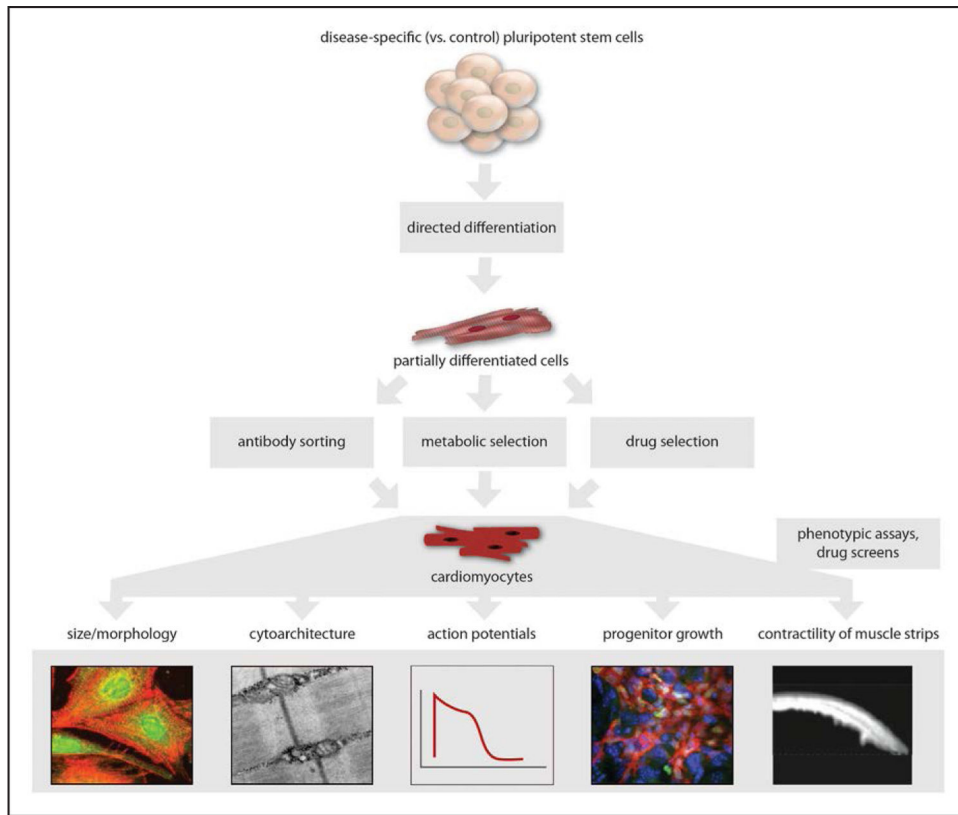 disease-specific (vs. control) pluripotent stem cells
directed differentiation
partially differentiated cells
antibody sorting
metabolic selection
drug selection
phenotypic assays,
drug screens
cardiomyocytes
size/morphology
cytoarchitecture
action potentials
progenitor growth
contractility of muscle strips